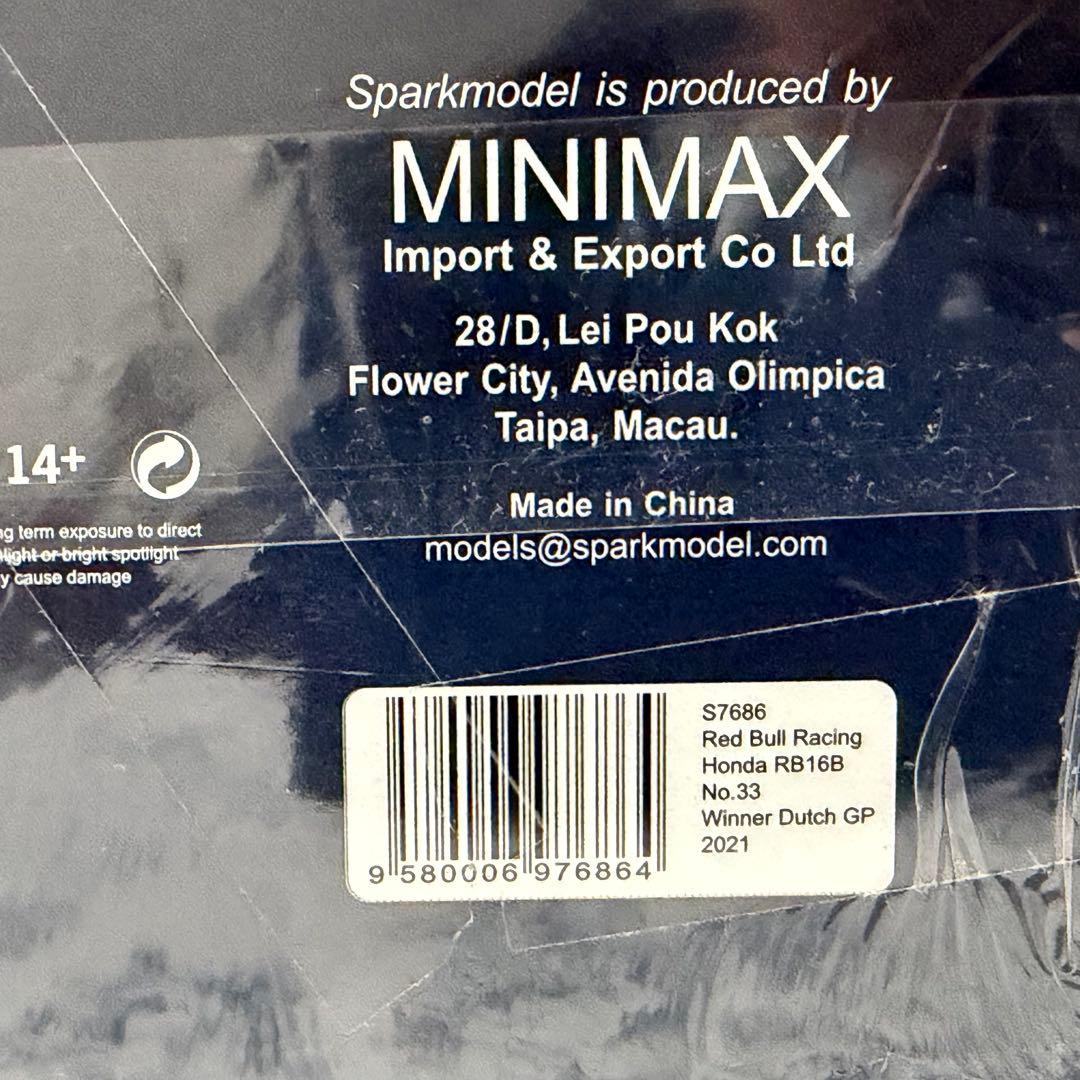 Sparkmodel is produced by
MINIMAX
Import & Export Co Ltd
28/D, Lei Pou Kok
Flower City, Avenida Olimpica
Taipa, Macau.
Made in China
models@sparkmodel.com
14+
term exposure to direct
or bright spotlight
cause damage
S7686
Red Bull Racing
Honda RB16B
No.33
Winner Dutch GP
2021
9 580006 976864